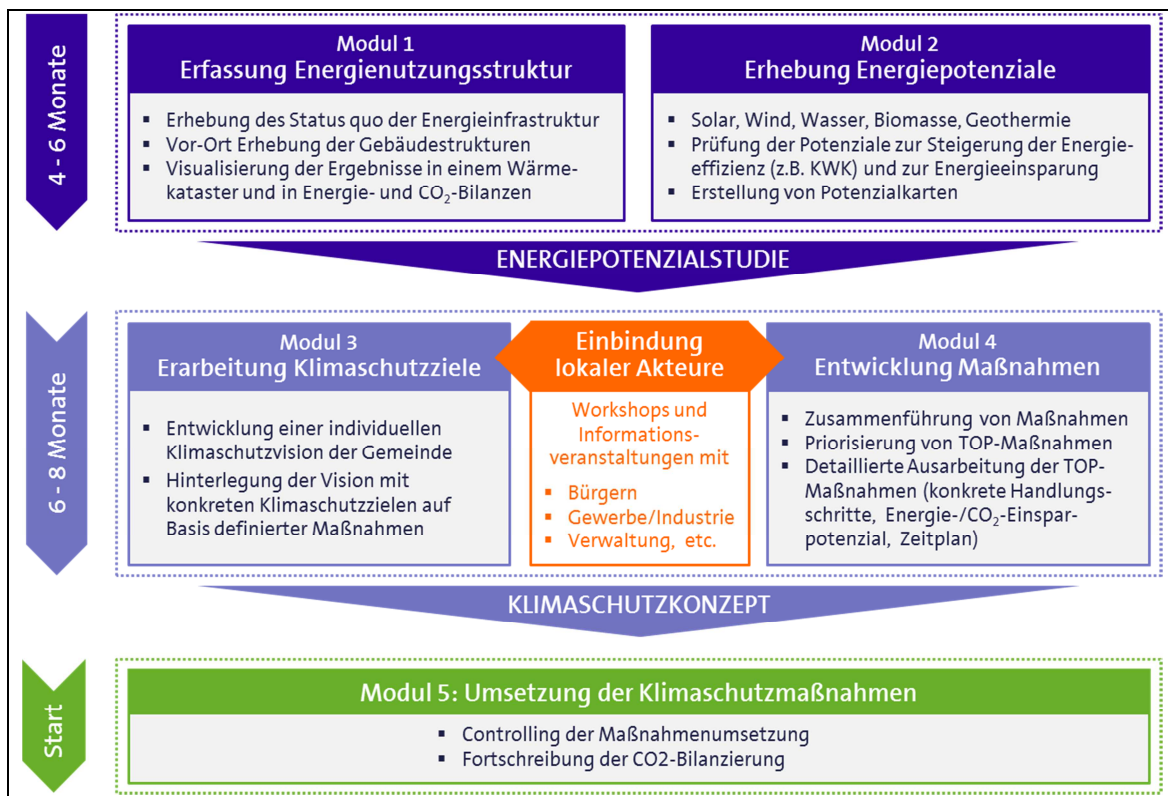 4 - 6 Monate
Modul 1
Erfassung Energienutzungsstruktur
▪ Erhebung des Status quo der Energieinfrastruktur
▪ Vor-Ort Erhebung der Gebäudestrukturen
▪ Visualisierung der Ergebnisse in einem Wärme-
kataster und in Energie- und CO₂-Bilanzen
Modul 2
Erhebung Energiepotenziale
▪ Solar, Wind, Wasser, Biomasse, Geothermie
▪ Prüfung der Potenziale zur Steigerung der Energie-
effizienz (z.B. KWK) und zur Energieeinsparung
▪ Erstellung von Potenzialkarten
ENERGIEPOTENZIALSTUDIE
6 - 8 Monate
Modul 3
Erarbeitung Klimaschutzziele
▪ Entwicklung einer individuellen
Klimaschutzvision der Gemeinde
▪ Hinterlegung der Vision mit
konkreten Klimaschutzzielen auf
Basis definierter Maßnahmen
Einbindung
lokaler Akteure
Workshops und
Informations-
veranstaltungen mit
▪ Bürgern
▪ Gewerbe/Industrie
▪ Verwaltung, etc.
Modul 4
Entwicklung Maßnahmen
▪ Zusammenführung von Maßnahmen
▪ Priorisierung von TOP-Maßnahmen
▪ Detaillierte Ausarbeitung der TOP-
Maßnahmen (konkrete Handlungs-
schritte, Energie-/CO₂-Einspar-
potenzial, Zeitplan)
KLIMASCHUTZKONZEPT
Start
Modul 5: Umsetzung der Klimaschutzmaßnahmen
▪ Controlling der Maßnahmenumsetzung
▪ Fortschreibung der CO2-Bilanzierung